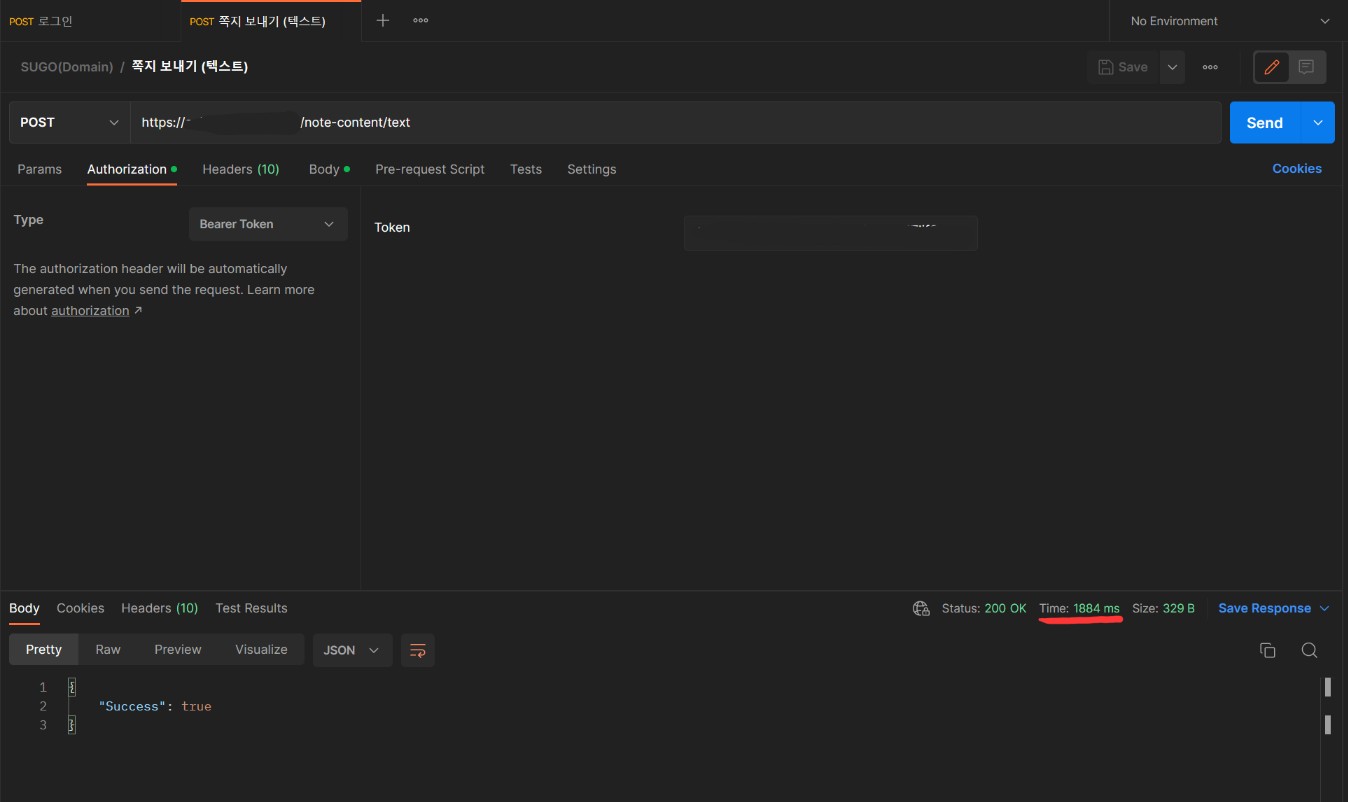 POST 로그인
POST 쪽지 보내기 (텍스트)
No Environment
SUGO(Domain) / 쪽지 보내기 (텍스트)
Save
POST
https:// /note-content/text
Send
Params
Authorization
Headers (10)
Body
Pre-request Script
Tests
Settings
Cookies
Type
Bearer Token
The authorization header will be automatically
generated when you send the request. Learn more
about authorization ↗
Token
Body
Cookies
Headers (10)
Test Results
Status: 200 OK
Time: 1884 ms
Size: 329 B
Save Response
Pretty
Raw
Preview
Visualize
JSON
1 {
2 "Success": true
3 }